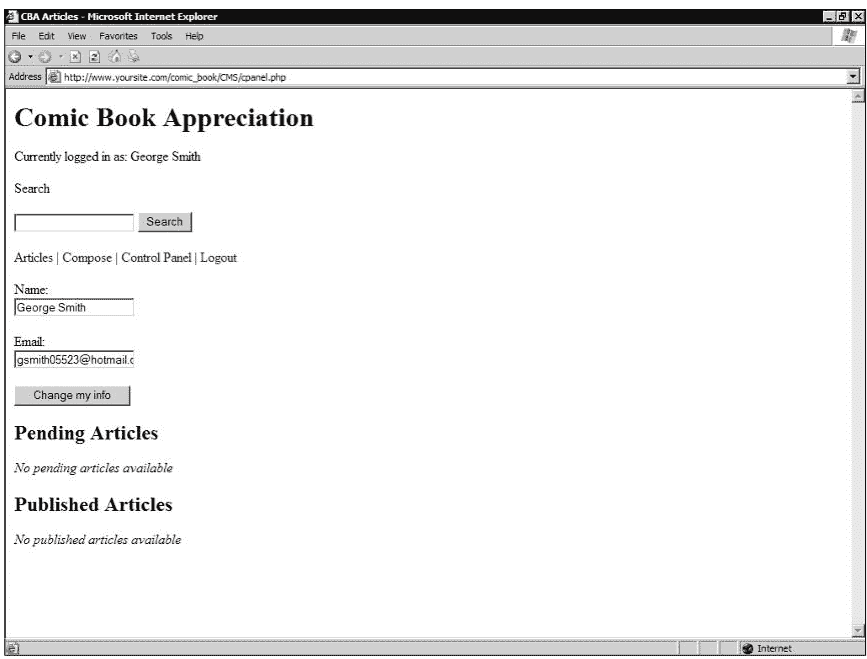 CBA Articles - Microsoft Internet Explorer
File Edit View Favorites Tools Help
Address http://www.yoursite.com/comic_book/CMS/cpanel.php
Comic Book Appreciation
Currently logged in as: George Smith
Search
Search
Articles | Compose | Control Panel | Logout
Name:
George Smith
Email:
gsmith05523@hotmail.c
Change my info
Pending Articles
No pending articles available
Published Articles
No published articles available
Internet